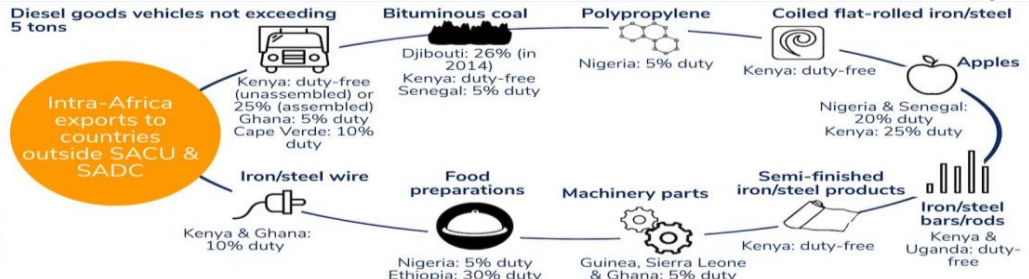 Diesel goods vehicles not exceeding
5 tons
Kenya: duty-free
(unassembled) or
25% (assembled)
Ghana: 5% duty
Cape Verde: 10%
duty
Bituminous coal
Djibouti: 26% (in
2014)
Kenya: duty-free
Senegal: 5% duty
Polypropylene
Nigeria: 5% duty
Coiled flat-rolled iron/steel
Kenya: duty-free
Apples
Nigeria & Senegal:
20% duty
Kenya: 25% duty
Intra-Africa
exports to
countries
outside SACU &
SADC
Iron/steel wire
Kenya & Ghana:
10% duty
Food
preparations
Nigeria: 5% duty
Ethiopia: 30% duty
Machinery parts
Guinea, Sierra Leone
& Ghana: 5% duty
Semi-finished
iron/steel products
Kenya: duty-free
Iron/steel
bars/rods
Kenya &
Uganda: duty-
free